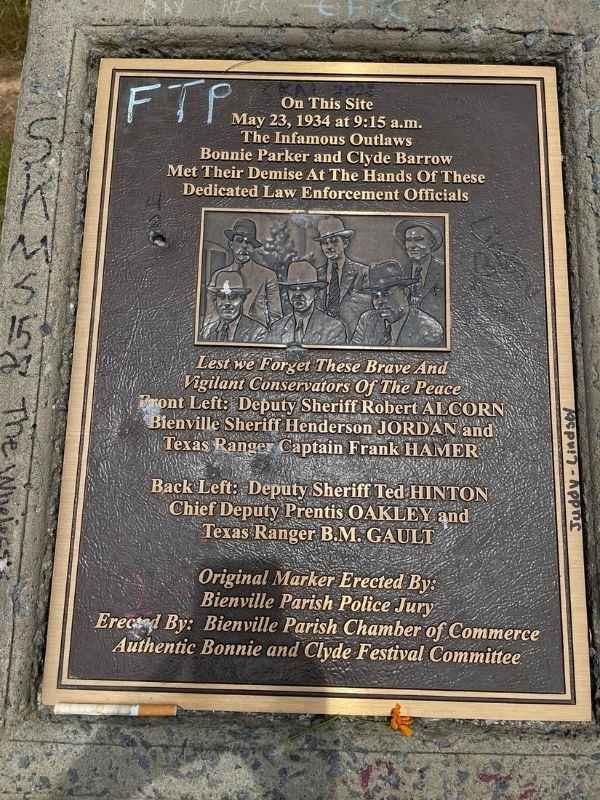 FTP
On This Site
May 23, 1934 at 9:15 a.m.
The Infamous Outlaws
Bonnie Parker and Clyde Barrow
Met Their Demise At The Hands Of These
Dedicated Law Enforcement Officials
Lest we Forget These Brave And
Vigilant Conservators Of The Peace
Front Left: Deputy Sheriff Robert ALCORN
Bienville Sheriff Henderson JORDAN and
Texas Ranger Captain Frank HAMER
Back Left: Deputy Sheriff Ted HINTON
Chief Deputy Prentis OAKLEY and
Texas Ranger B.M. GAULT
Original Marker Erected By:
Bienville Parish Police Jury
Erected By: Bienville Parish Chamber of Commerce
Authentic Bonnie and Clyde Festival Committee
SKMS
The
Lindsay